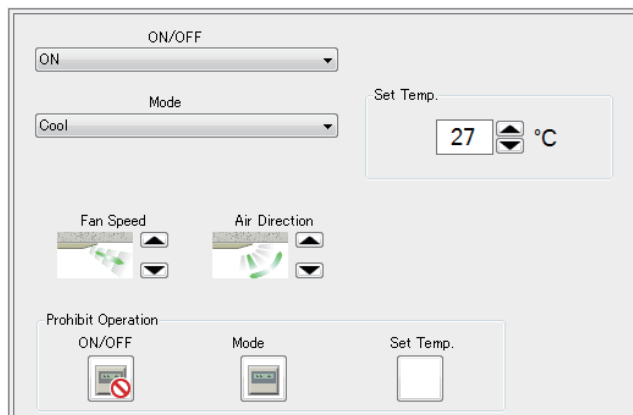 ON/OFF
ON
Mode
Cool
Set Temp.
27 °C
Fan Speed Air Direction
Prohibit Operation
ON/OFF Mode Set Temp.